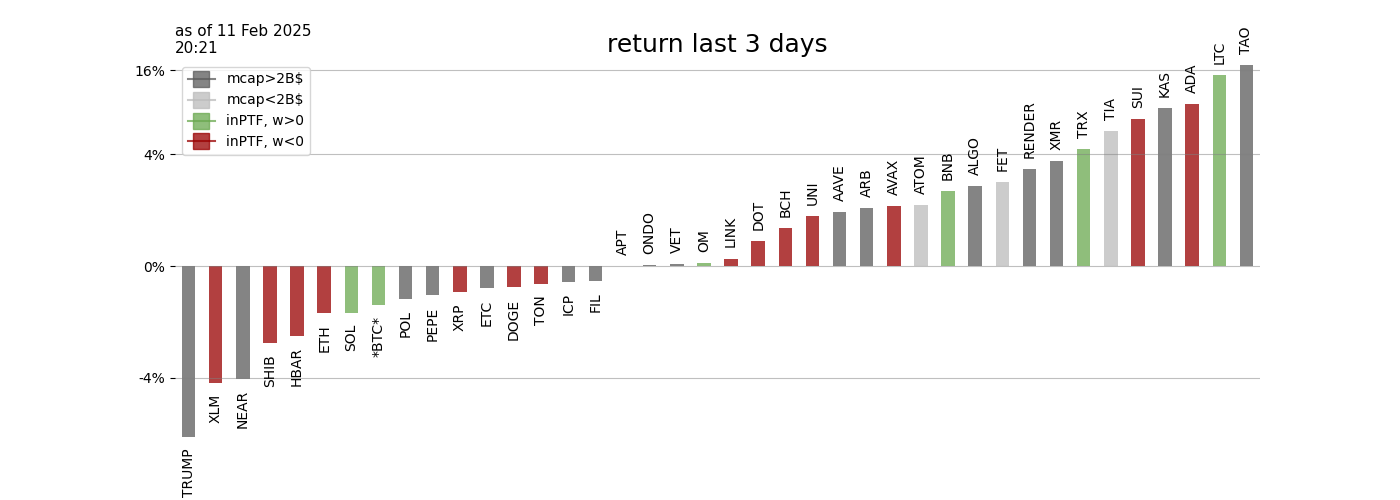 as of 11 Feb 2025
20:21
return last 3 days
mcap>2B$
mcap<2B$
inPTF, w>0
inPTF, w<0
16%
4%
0%
-4%
TRUMP
XLM
NEAR
SHIB
HBAR
ETH
SOL
*BTC*
POL
PEPE
XRP
ETC
DOGE
TON
ICP
FIL
APT
ONDO
VET
OM
LINK
DOT
BCH
UNI
AAVE
ARB
AVAX
ATOM
BNB
ALGO
FET
RENDER
XMR
TRX
TIA
SUI
KAS
ADA
LTC
TAO